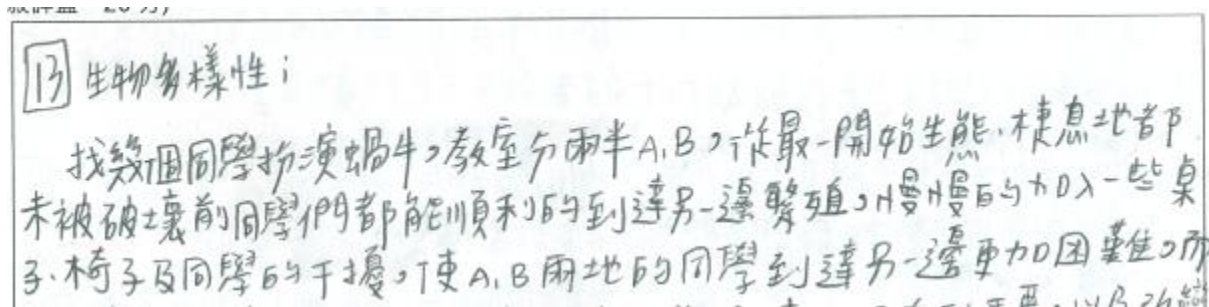 13 生物多樣性：
找幾個同學扮演蝸牛，教室分兩半A、B，從最一開始生態、棲息地都
未被破壞前同學們都能順利的到達另一邊繁殖，慢慢的加入一些桌
子、椅子及同學的干擾，使A、B兩地的同學到達另一邊更加困難，而